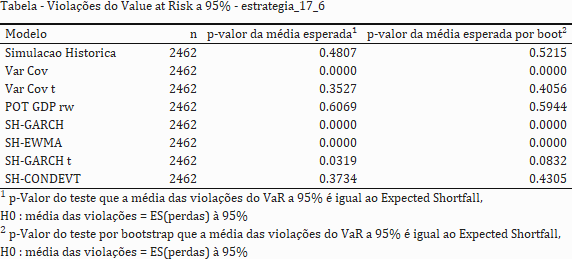 Tabela - Violações do Value at Risk a 95% - estrategia_17_6
Modelo n p-valor da média esperada¹ p-valor da média esperada por boot²
Simulacao Historica 2462 0.4807 0.5215
Var Cov 2462 0.0000 0.0000
Var Cov t 2462 0.3527 0.4056
POT GDP rw 2462 0.6069 0.5944
SH-GARCH 2462 0.0000 0.0000
SH-EWMA 2462 0.0000 0.0000
SH-GARCH t 2462 0.0319 0.0832
SH-CONDEVT 2462 0.3734 0.4305
¹ p-Valor do teste que a média das violações do VaR a 95% é igual ao Expected Shortfall,
H0 : média das violações = ES(perdas) à 95%
² p-Valor do teste por bootstrap que a média das violações do VaR a 95% é igual ao Expected Shortfall,
H0 : média das violações = ES(perdas) à 95%